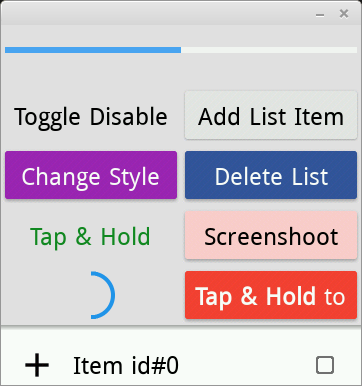 Toggle Disable
Add List Item
Change Style
Delete List
Tap & Hold
Screenshoot
Tap & Hold to
Item id#0